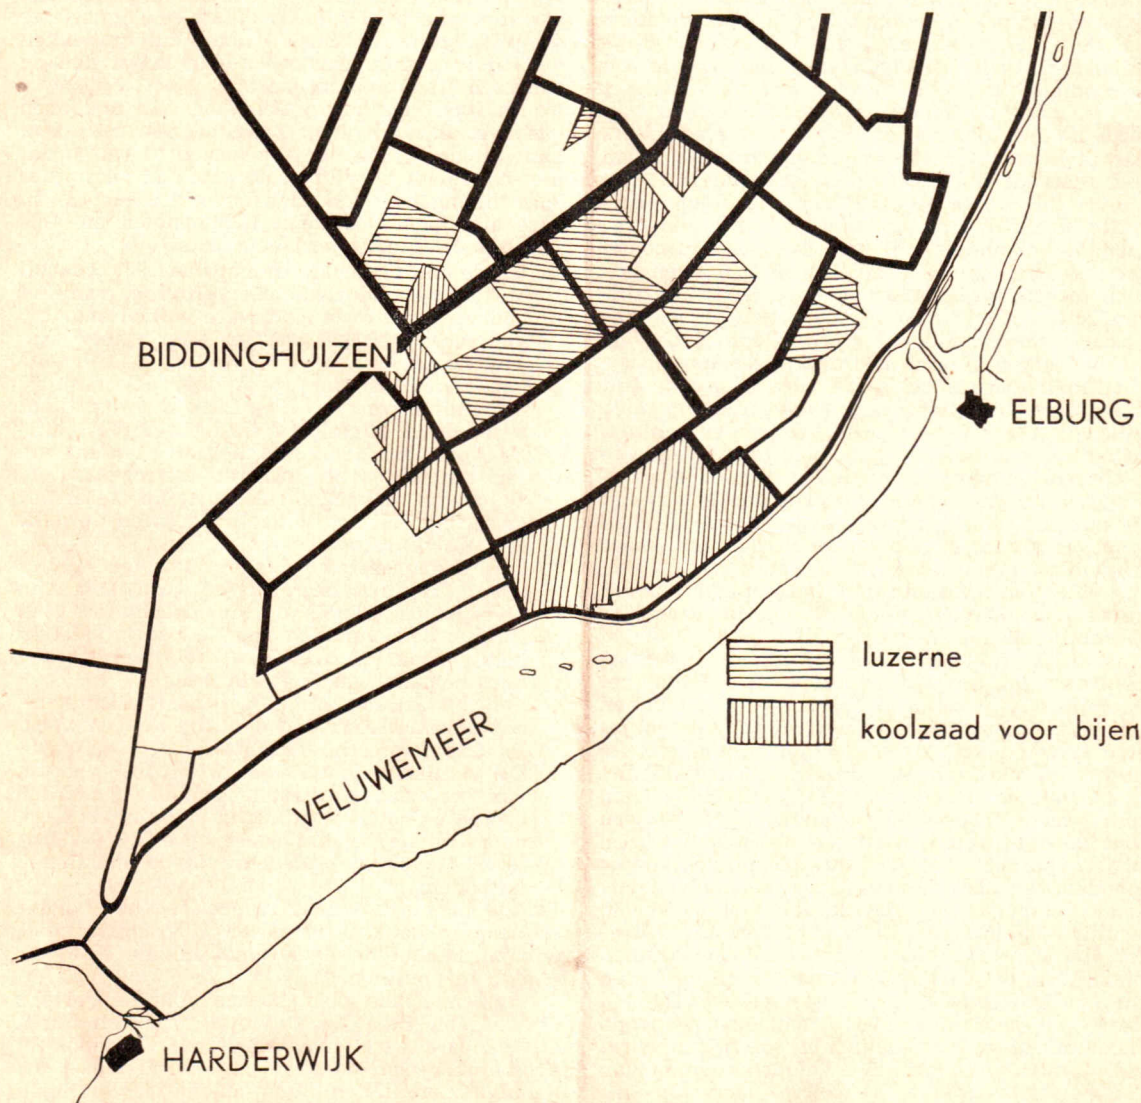 BIDDINGHUIZEN
ELBURG
luzerne
koolzaad voor bijen
VELUWEMEER
HARDERWIJK